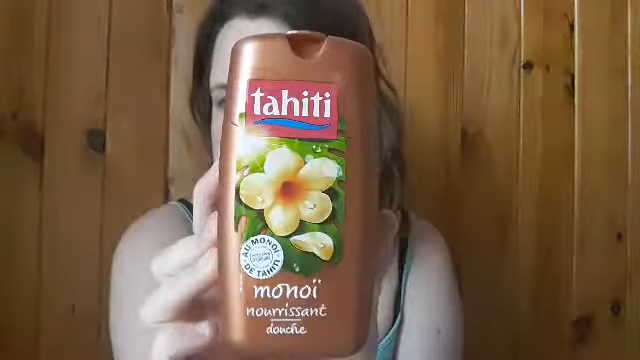 tahiti
AU MONOÏ
DE TAHITI
monoï
nourrissant
douche